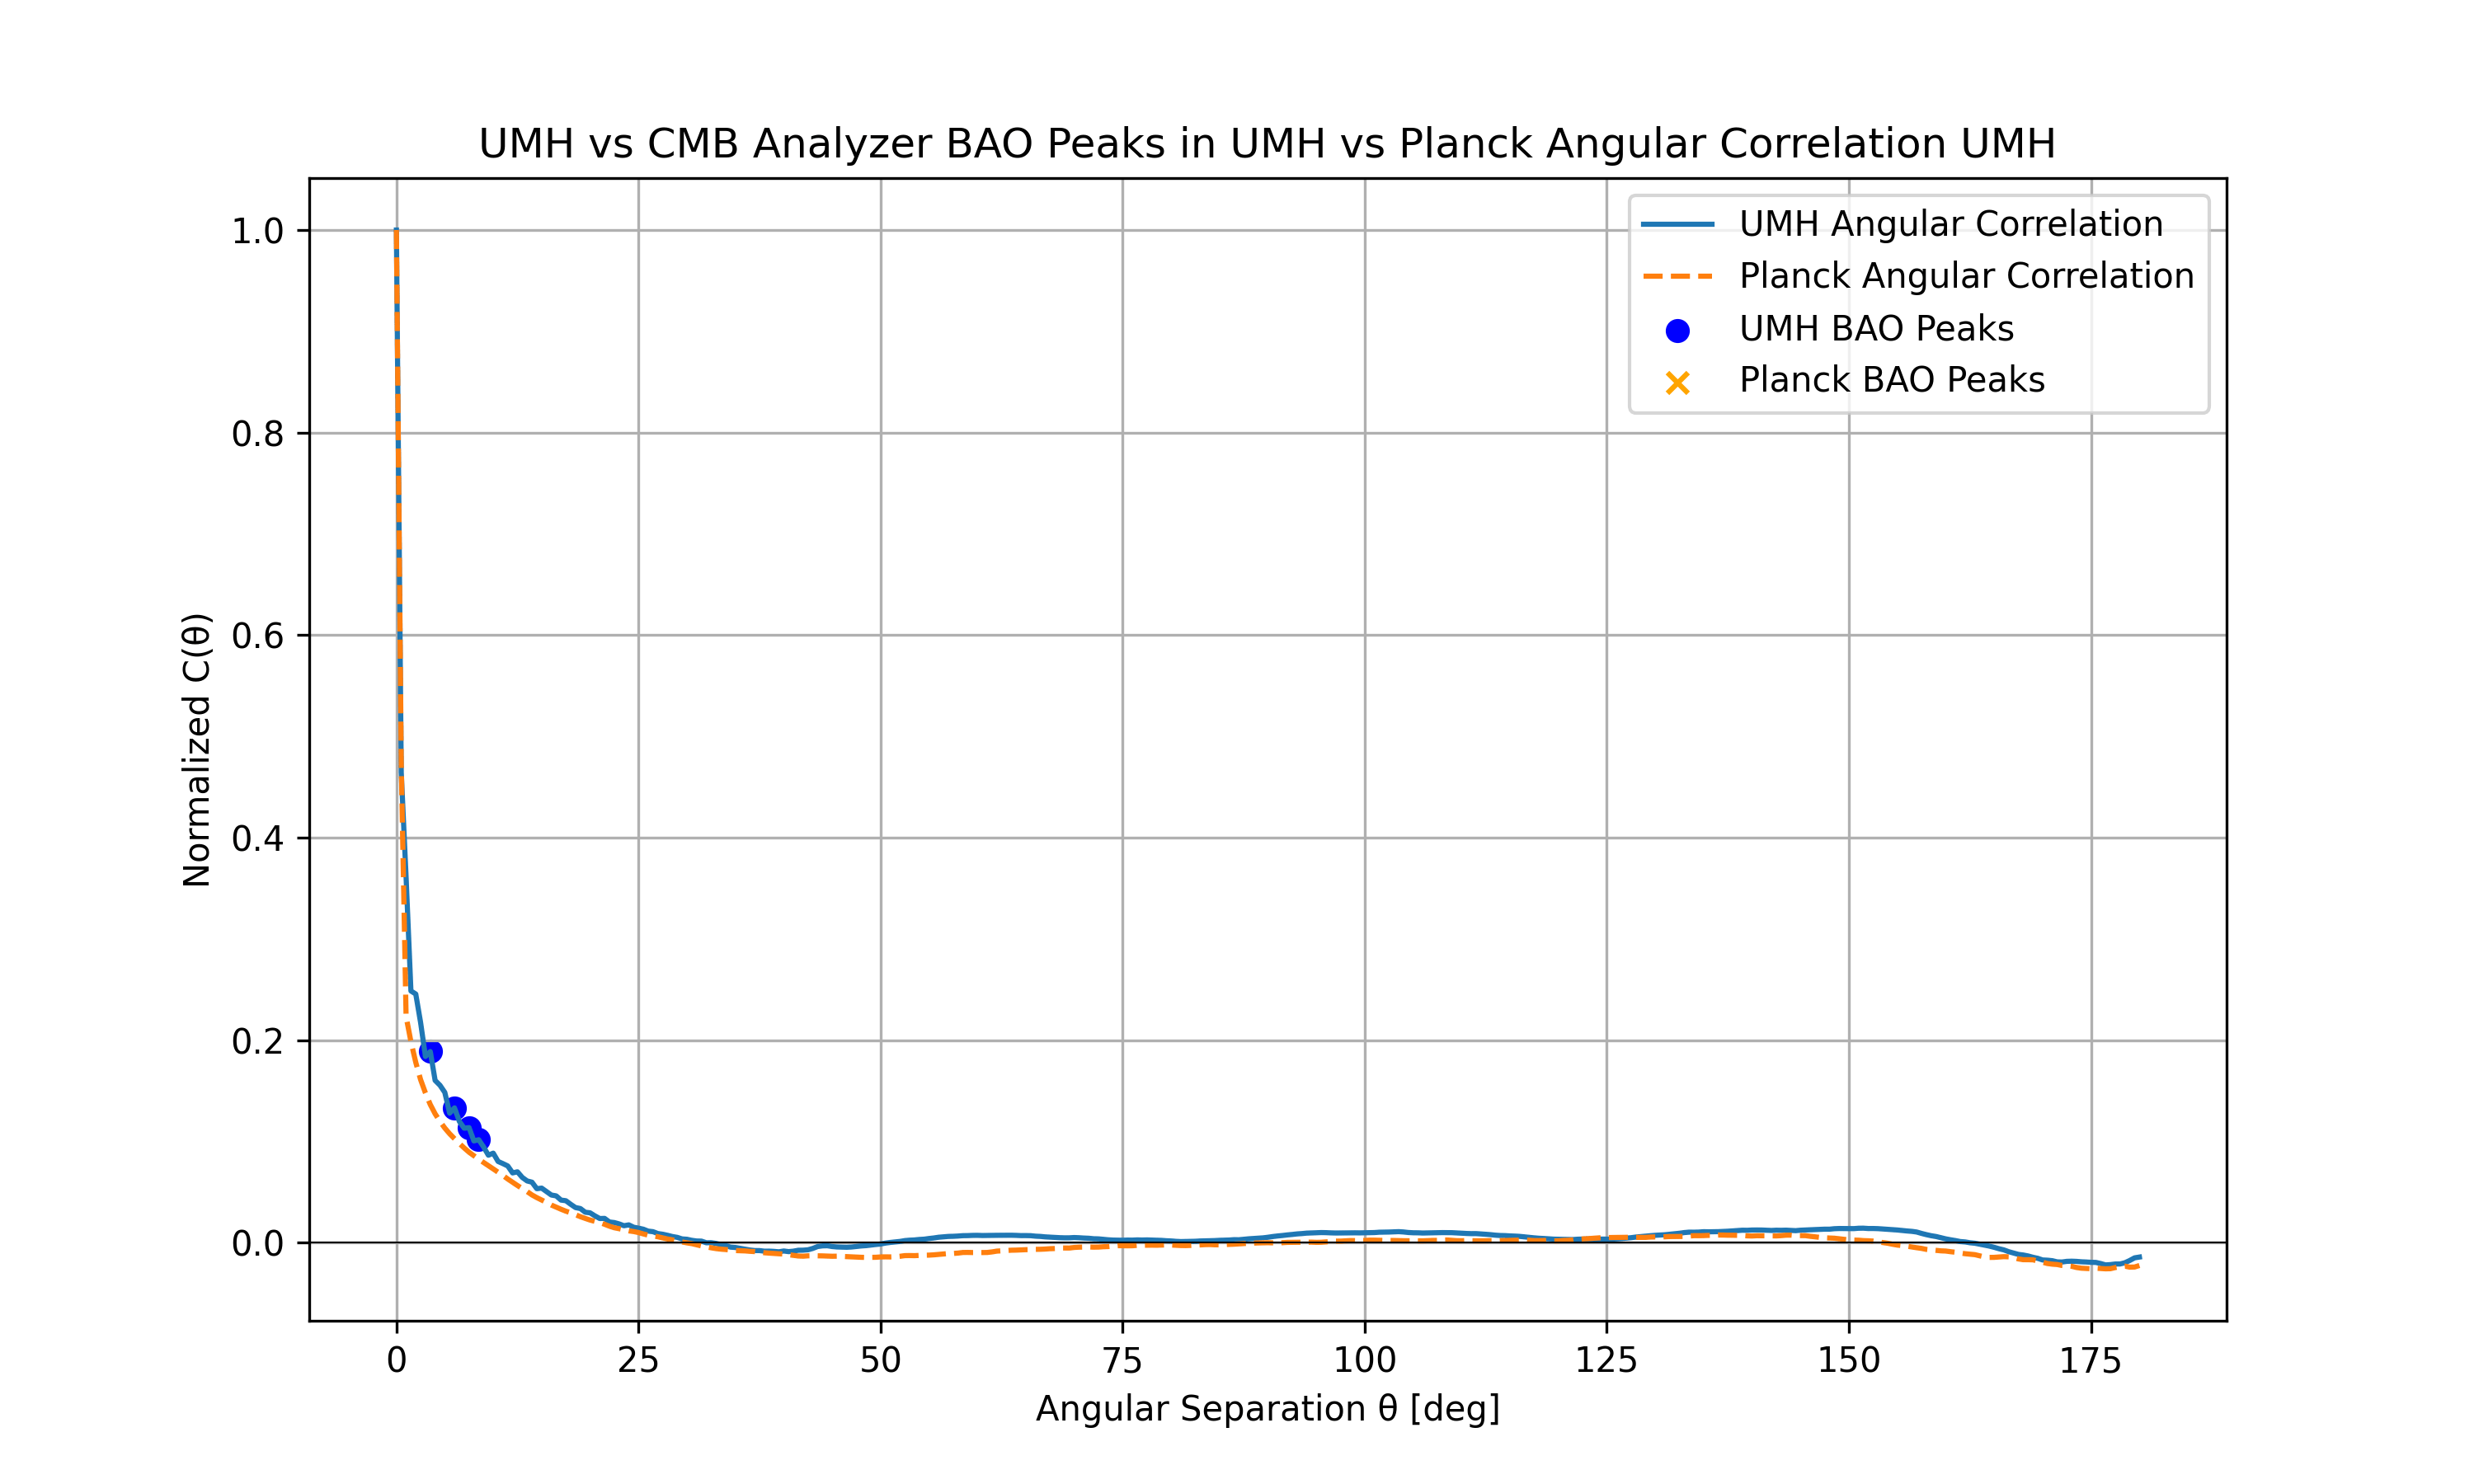 UMH vs CMB Analyzer BAO Peaks in UMH vs Planck Angular Correlation UMH
UMH Angular Correlation
Planck Angular Correlation
UMH BAO Peaks
Planck BAO Peaks
Normalized C(θ)
1.0
0.8
0.6
0.4
0.2
0.0
0 25 50 75 100 125 150 175
Angular Separation θ [deg]